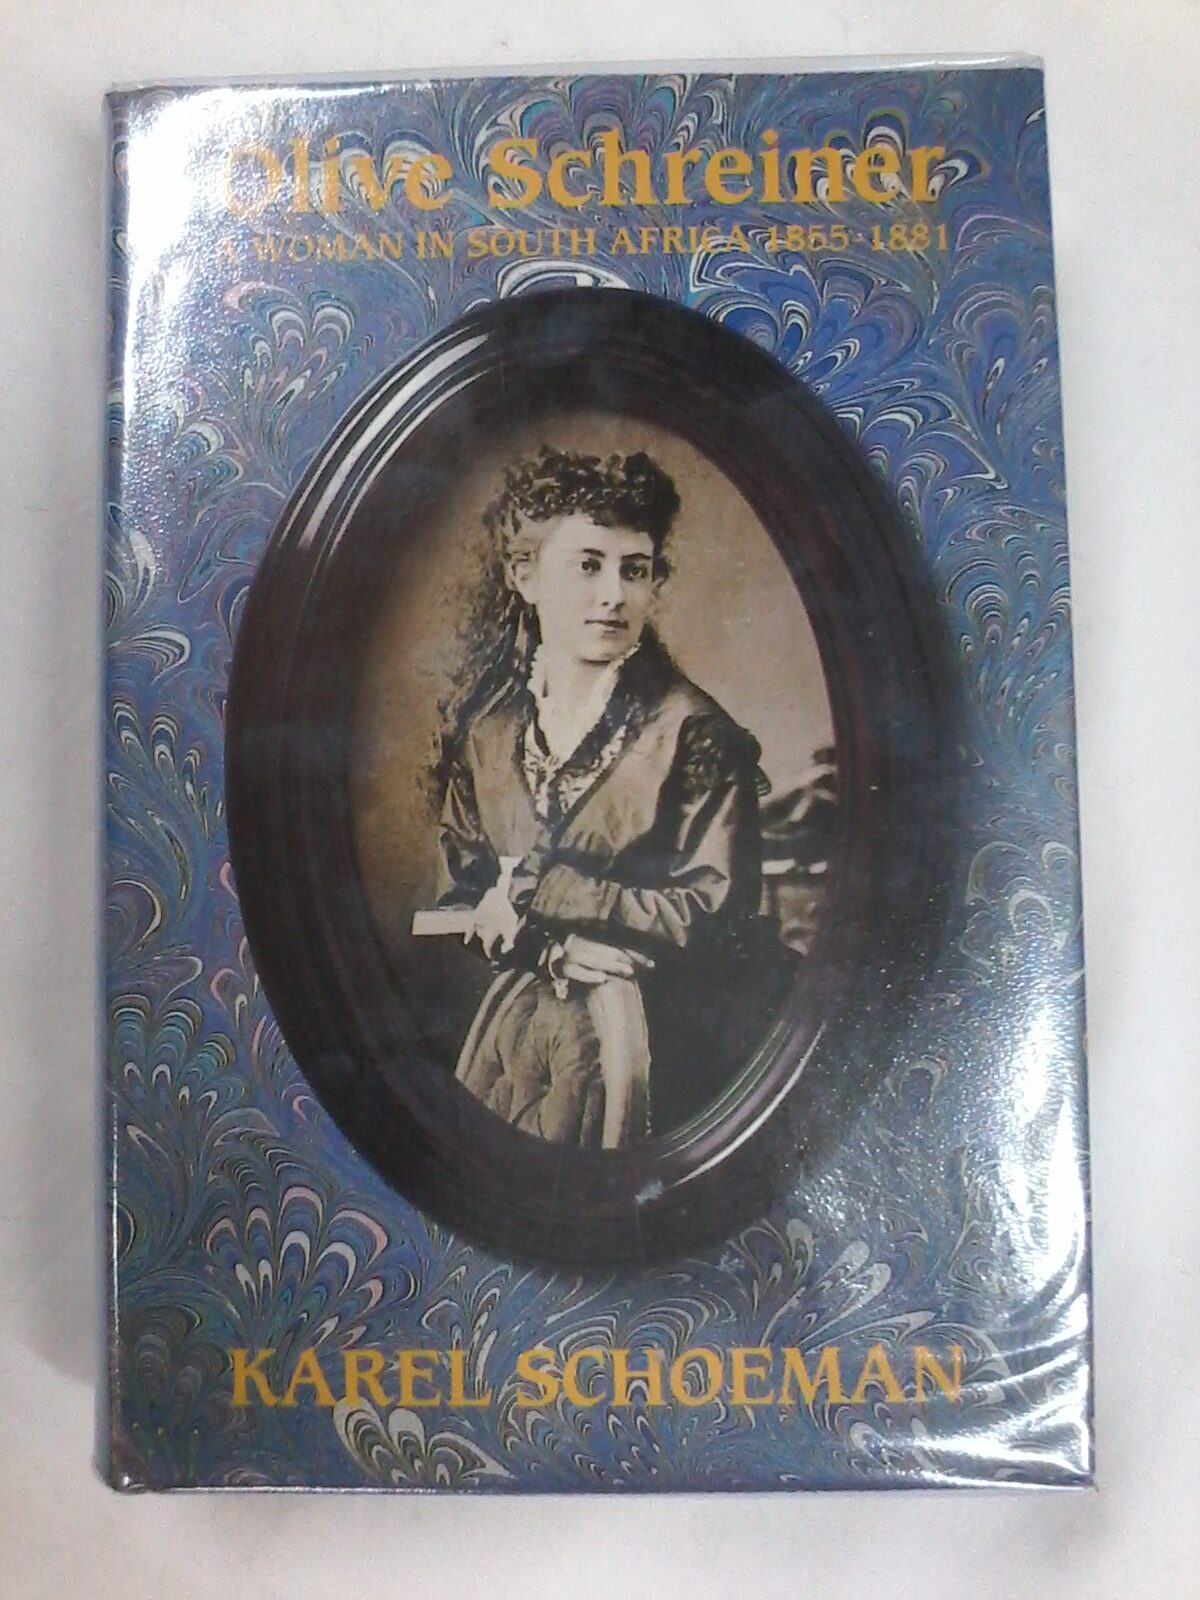 Olive Schreiner
A WOMAN IN SOUTH AFRICA 1855-1881
KAREL SCHOEMAN